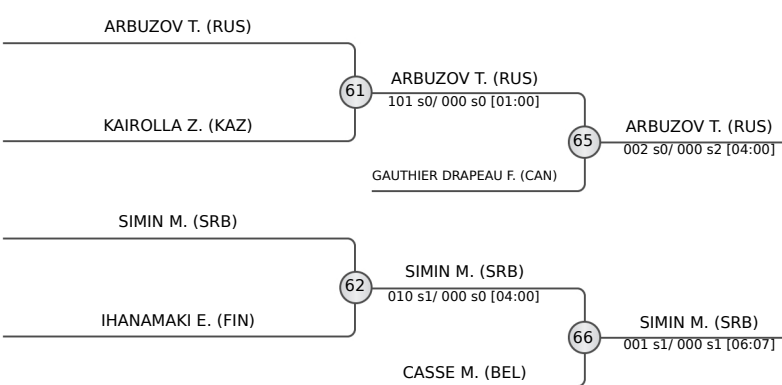 ARBUZOV T. (RUS)
61
ARBUZOV T. (RUS)
101 s0/ 000 s0 [01:00]
KAIROLLA Z. (KAZ)
65
ARBUZOV T. (RUS)
002 s0/ 000 s2 [04:00]
GAUTHIER DRAPEAU F. (CAN)
SIMIN M. (SRB)
62
SIMIN M. (SRB)
010 s1/ 000 s0 [04:00]
IHANAMAKI E. (FIN)
66
SIMIN M. (SRB)
001 s1/ 000 s1 [06:07]
CASSE M. (BEL)